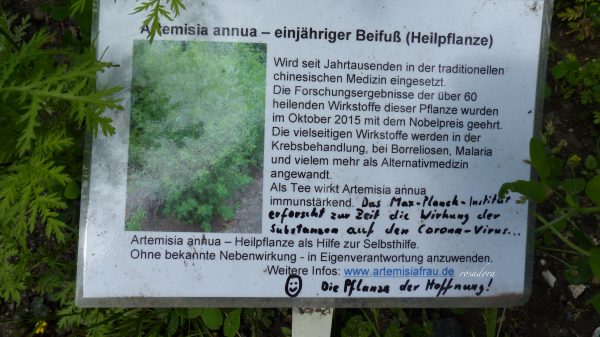 Artemisia annua – einjähriger Beifuß (Heilpflanze)
Wird seit Jahrtausenden in der traditionellen
chinesischen Medizin eingesetzt.
Die Forschungsergebnisse der über 60
heilenden Wirkstoffe dieser Pflanze wurden
im Oktober 2015 mit dem Nobelpreis geehrt.
Die vielseitigen Wirkstoffe werden in der
Krebsbehandlung, bei Borreliosen, Malaria
und vielem mehr als Alternativmedizin
angewandt.
Als Tee wirkt Artemisia annua
immunstärkend. Das Max-Planck-Institut
erforscht zur Zeit die Wirkung der
Substanzen auf den Corona-Virus...
Artemisia annua – Heilpflanze als Hilfe zur Selbsthilfe.
Ohne bekannte Nebenwirkung - in Eigenverantwortung anzuwenden.
Weitere Infos: www.artemisiafrau.de rosadora
Die Pflanze der Hoffnung!